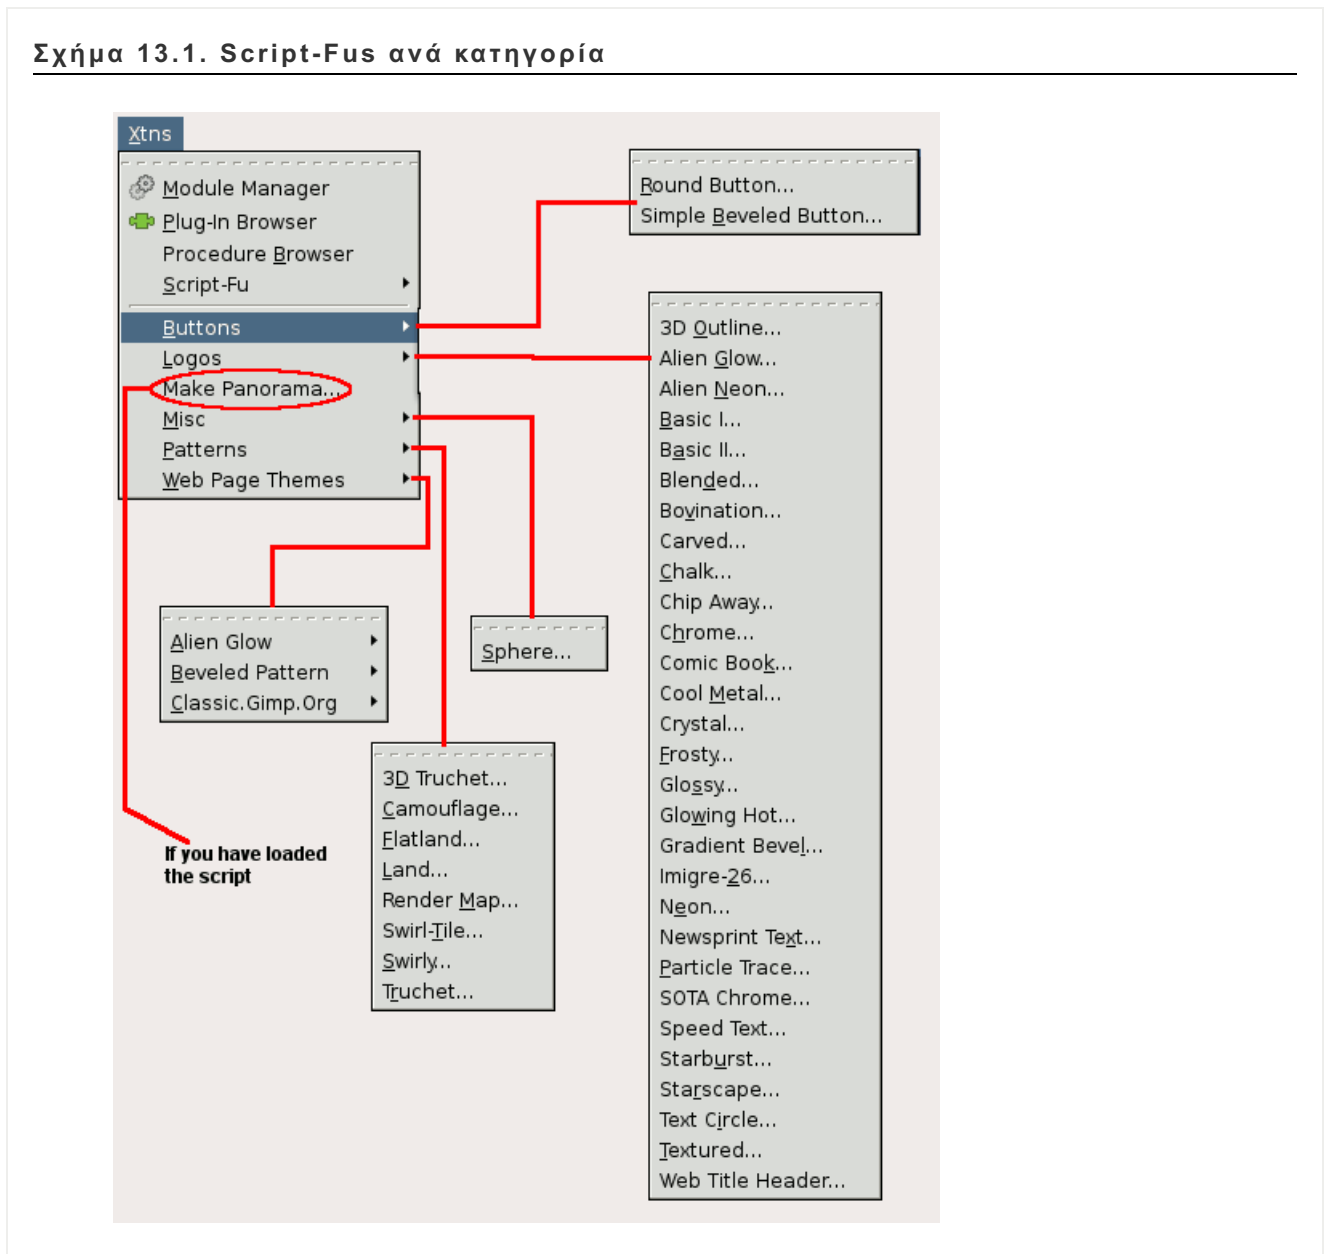 Σχήμα 13.1. Script-Fus ανά κατηγορία
Xtns
Module Manager
Plug-In Browser
Procedure Browser
Script-Fu
Buttons
Logos
Make Panorama...
Misc
Patterns
Web Page Themes
Round Button...
Simple Beveled Button...
3D Outline...
Alien Glow...
Alien Neon...
Basic I...
Basic II...
Blended...
Bovination...
Carved...
Chalk...
Chip Away...
Chrome...
Comic Book...
Cool Metal...
Crystal...
Frosty...
Glossy...
Glowing Hot...
Gradient Bevel...
Imigre-26...
Neon...
Newsprint Text...
Particle Trace...
SOTA Chrome...
Speed Text...
Starburst...
Starscape...
Text Circle...
Textured...
Web Title Header...
Alien Glow
Beveled Pattern
Classic.Gimp.Org
Sphere...
3D Truchet...
Camouflage...
Flatland...
Land...
Render Map...
Swirl-Tile...
Swirly...
Truchet...
If you have loaded
the script